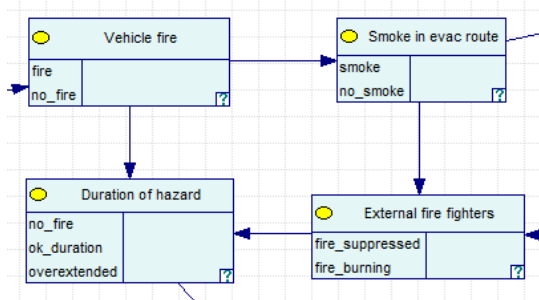 Vehicle fire
fire
no_fire
?
Smoke in evac route
smoke
no_smoke
?
Duration of hazard
no_fire
ok_duration
overextended
?
External fire fighters
fire_suppressed
fire_burning
?